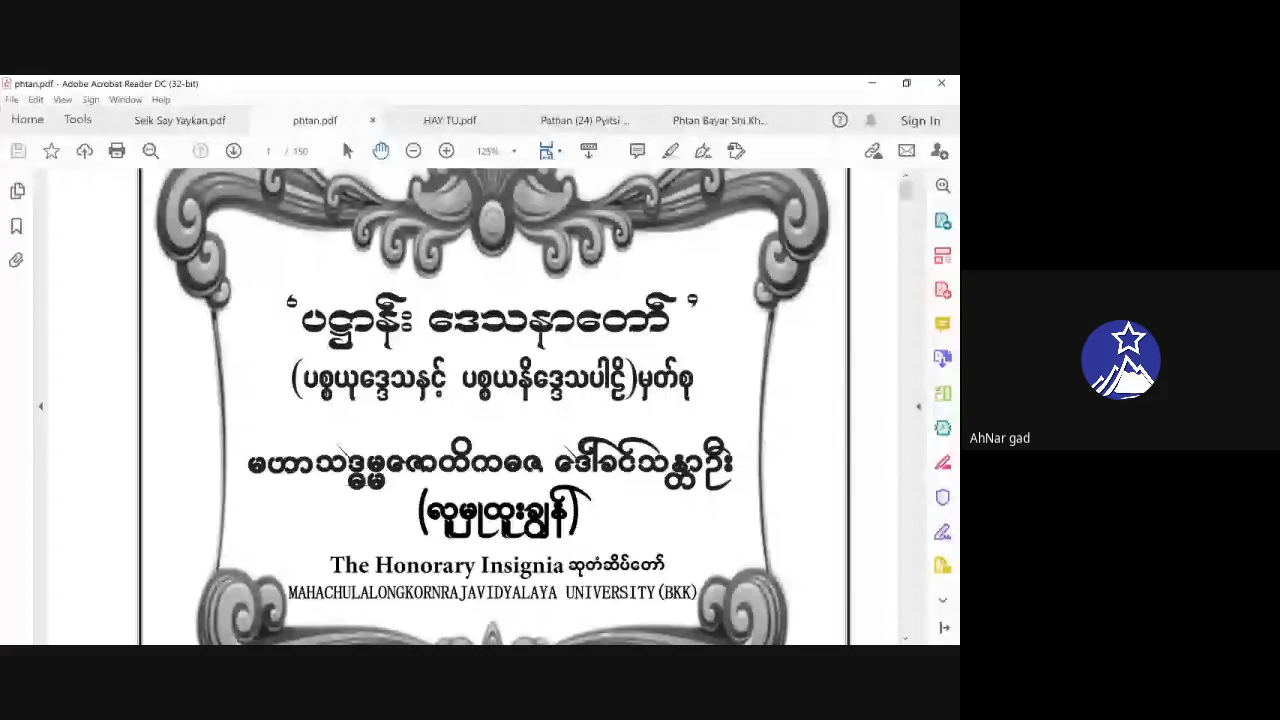 phtan.pdf - Adobe Acrobat Reader DC (32-bit)
File Edit View Sign Window Help
Home Tools Seik Say Yaykan.pdf phtan.pdf × HAY TU.pdf Pathan (24) Pyitsi ... Phtan Bayar Shi Kh... Sign In
1 / 150 125%
‘ပဋ္ဌာန်း ဒေသနာတော်’
(ပစ္စယုဒ္ဒေသနှင့် ပစ္စယနိဒ္ဒေသပါဠိ)မှတ်စု
မဟာသဒ္ဓမ္မဇောတိကဓဇ ဒေါ်ခင်သန္တာဦး
(လူမှုထူးချွန်)
The Honorary Insignia ဆုတံဆိပ်တော်
MAHACHULALONGKORNRAJAVIDYALAYA UNIVERSITY(BKK)
AhNar gad